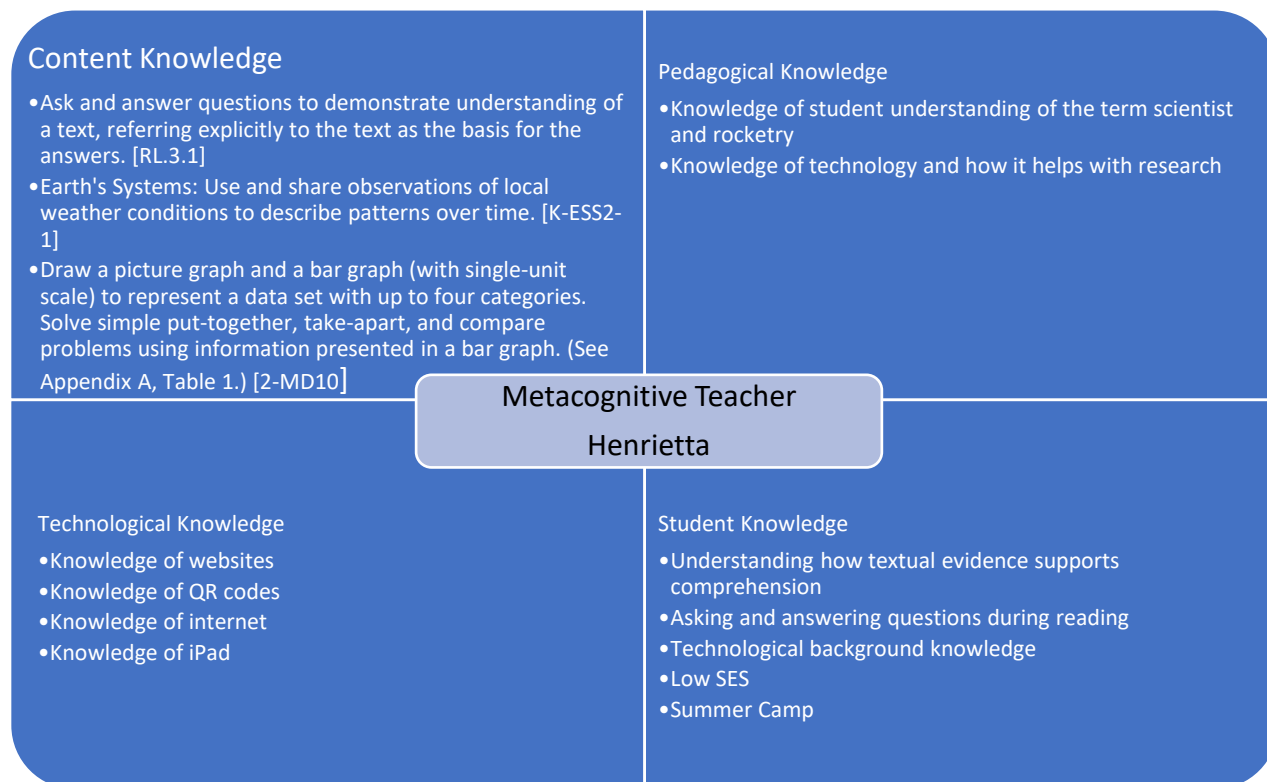 Content Knowledge
•Ask and answer questions to demonstrate understanding of
a text, referring explicitly to the text as the basis for the
answers. [RL.3.1]
•Earth's Systems: Use and share observations of local
weather conditions to describe patterns over time. [K-ESS2-
1]
•Draw a picture graph and a bar graph (with single-unit
scale) to represent a data set with up to four categories.
Solve simple put-together, take-apart, and compare
problems using information presented in a bar graph. (See
Appendix A, Table 1.) [2-MD10]
Pedagogical Knowledge
•Knowledge of student understanding of the term scientist
and rocketry
•Knowledge of technology and how it helps with research
Metacognitive Teacher
Henrietta
Technological Knowledge
•Knowledge of websites
•Knowledge of QR codes
•Knowledge of internet
•Knowledge of iPad
Student Knowledge
•Understanding how textual evidence supports
comprehension
•Asking and answering questions during reading
•Technological background knowledge
•Low SES
•Summer Camp